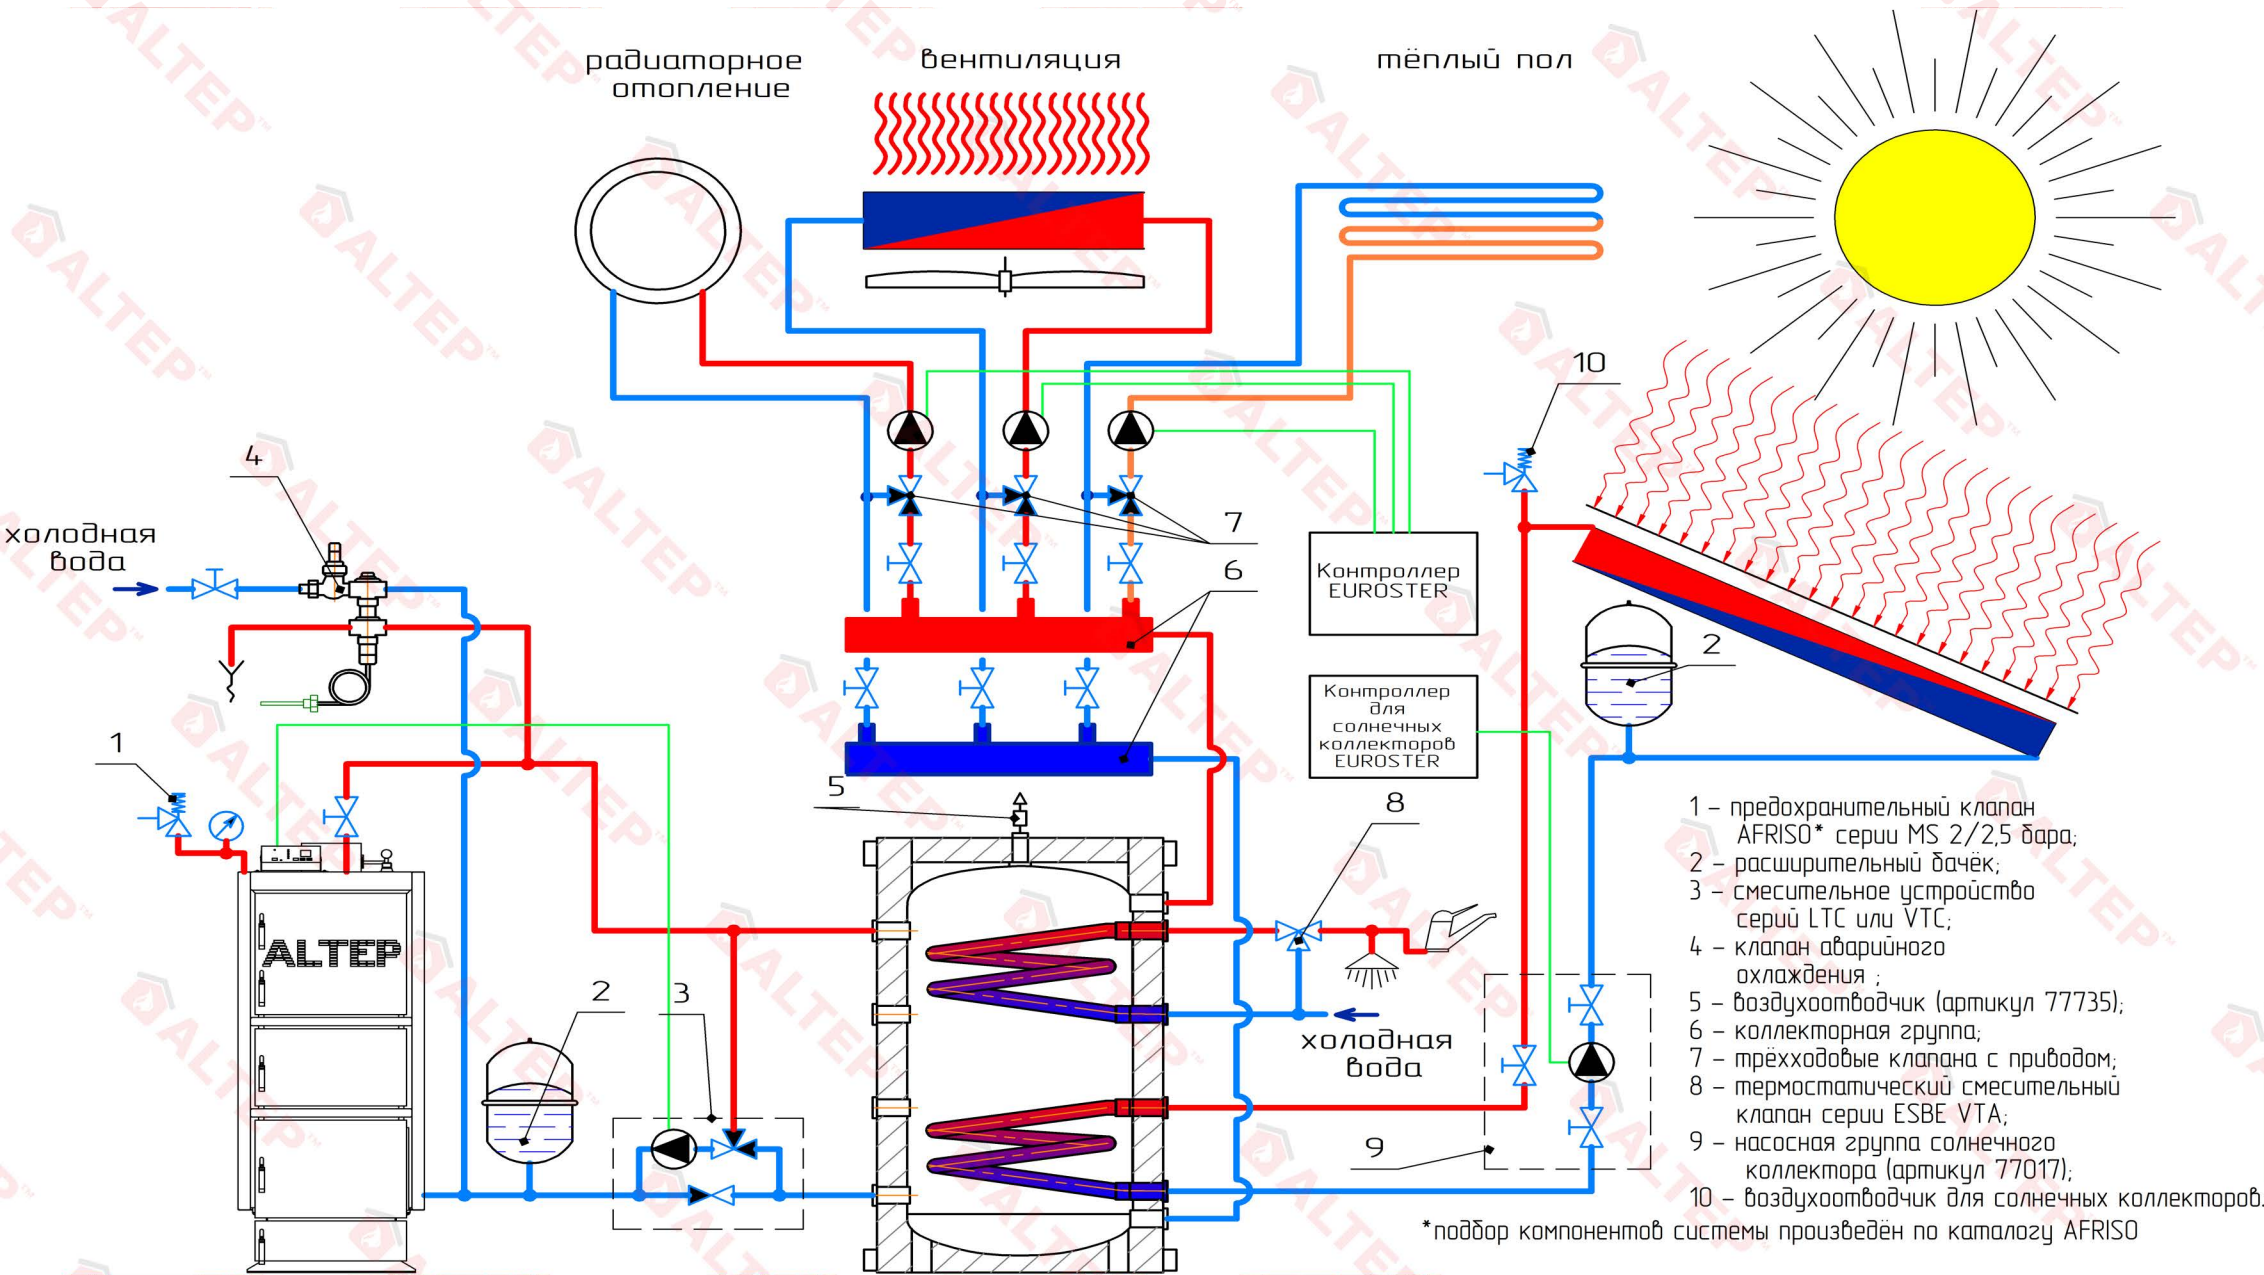 радиаторное
отопление
вентиляция
тёплый пол
10
4
холодная
вода
7
6
Контроллер
EUROSTER
2
Контроллер
для
солнечных
коллекторов
EUROSTER
1
5
8
ALTEP
2
3
холодная
вода
9
1 – предохранительный клапан
AFRISO* серии MS 2/2,5 бара;
2 – расширительный бачёк;
3 – смесительное устройство
серий LTC или VTC;
4 – клапан аварийного
охлаждения ;
5 – воздухоотводчик (артикул 77735);
6 – коллекторная группа;
7 – трёхходовые клапана с приводом;
8 – термостатический смесительный
клапан серии ESBE VTA;
9 – насосная группа солнечного
коллектора (артикул 77017);
10 – воздухоотводчик для солнечных коллекторов.
*подбор компонентов системы произведён по каталогу AFRISO